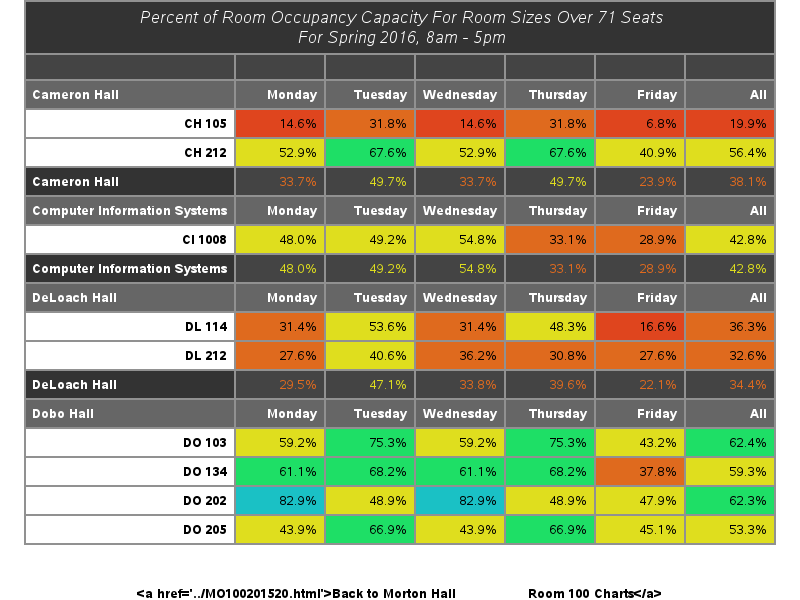 Percent of Room Occupancy Capacity For Room Sizes Over 71 Seats
For Spring 2016, 8am - 5pm
Cameron Hall Monday Tuesday Wednesday Thursday Friday All
CH 105 14.6% 31.8% 14.6% 31.8% 6.8% 19.9%
CH 212 52.9% 67.6% 52.9% 67.6% 40.9% 56.4%
Cameron Hall 33.7% 49.7% 33.7% 49.7% 23.9% 38.1%
Computer Information Systems Monday Tuesday Wednesday Thursday Friday All
CI 1008 48.0% 49.2% 54.8% 33.1% 28.9% 42.8%
Computer Information Systems 48.0% 49.2% 54.8% 33.1% 28.9% 42.8%
DeLoach Hall Monday Tuesday Wednesday Thursday Friday All
DL 114 31.4% 53.6% 31.4% 48.3% 16.6% 36.3%
DL 212 27.6% 40.6% 36.2% 30.8% 27.6% 32.6%
DeLoach Hall 29.5% 47.1% 33.8% 39.6% 22.1% 34.4%
Dobo Hall Monday Tuesday Wednesday Thursday Friday All
DO 103 59.2% 75.3% 59.2% 75.3% 43.2% 62.4%
DO 134 61.1% 68.2% 61.1% 68.2% 37.8% 59.3%
DO 202 82.9% 48.9% 82.9% 48.9% 47.9% 62.3%
DO 205 43.9% 66.9% 43.9% 66.9% 45.1% 53.3%
<a href='../MO100201520.html'>Back to Morton Hall Room 100 Charts</a>